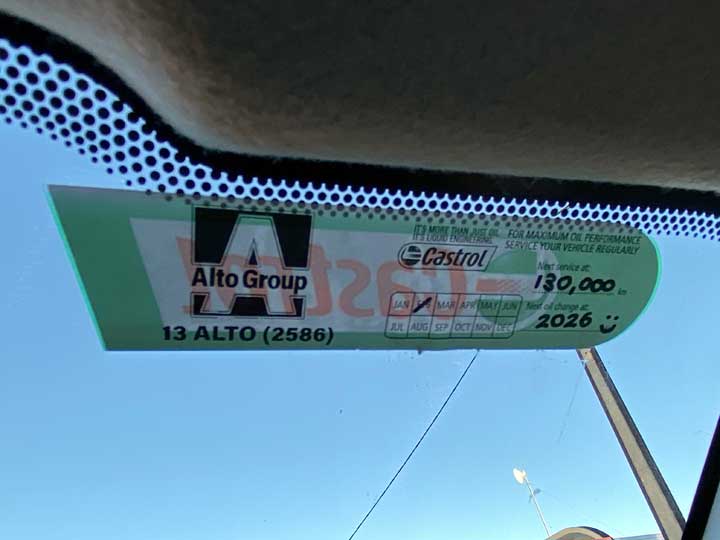 Alto Group
13 ALTO (2586)
IT'S MORE THAN JUST OIL.
IT'S LIQUID ENGINEERING.
Castrol
JAN FEB MAR APR MAY JUN
JUL AUG SEP OCT NOV DEC
FOR MAXIMUM OIL PERFORMANCE
SERVICE YOUR VEHICLE REGULARLY
Next service at:
130,000 km
Next oil change at:
2026
Castrol